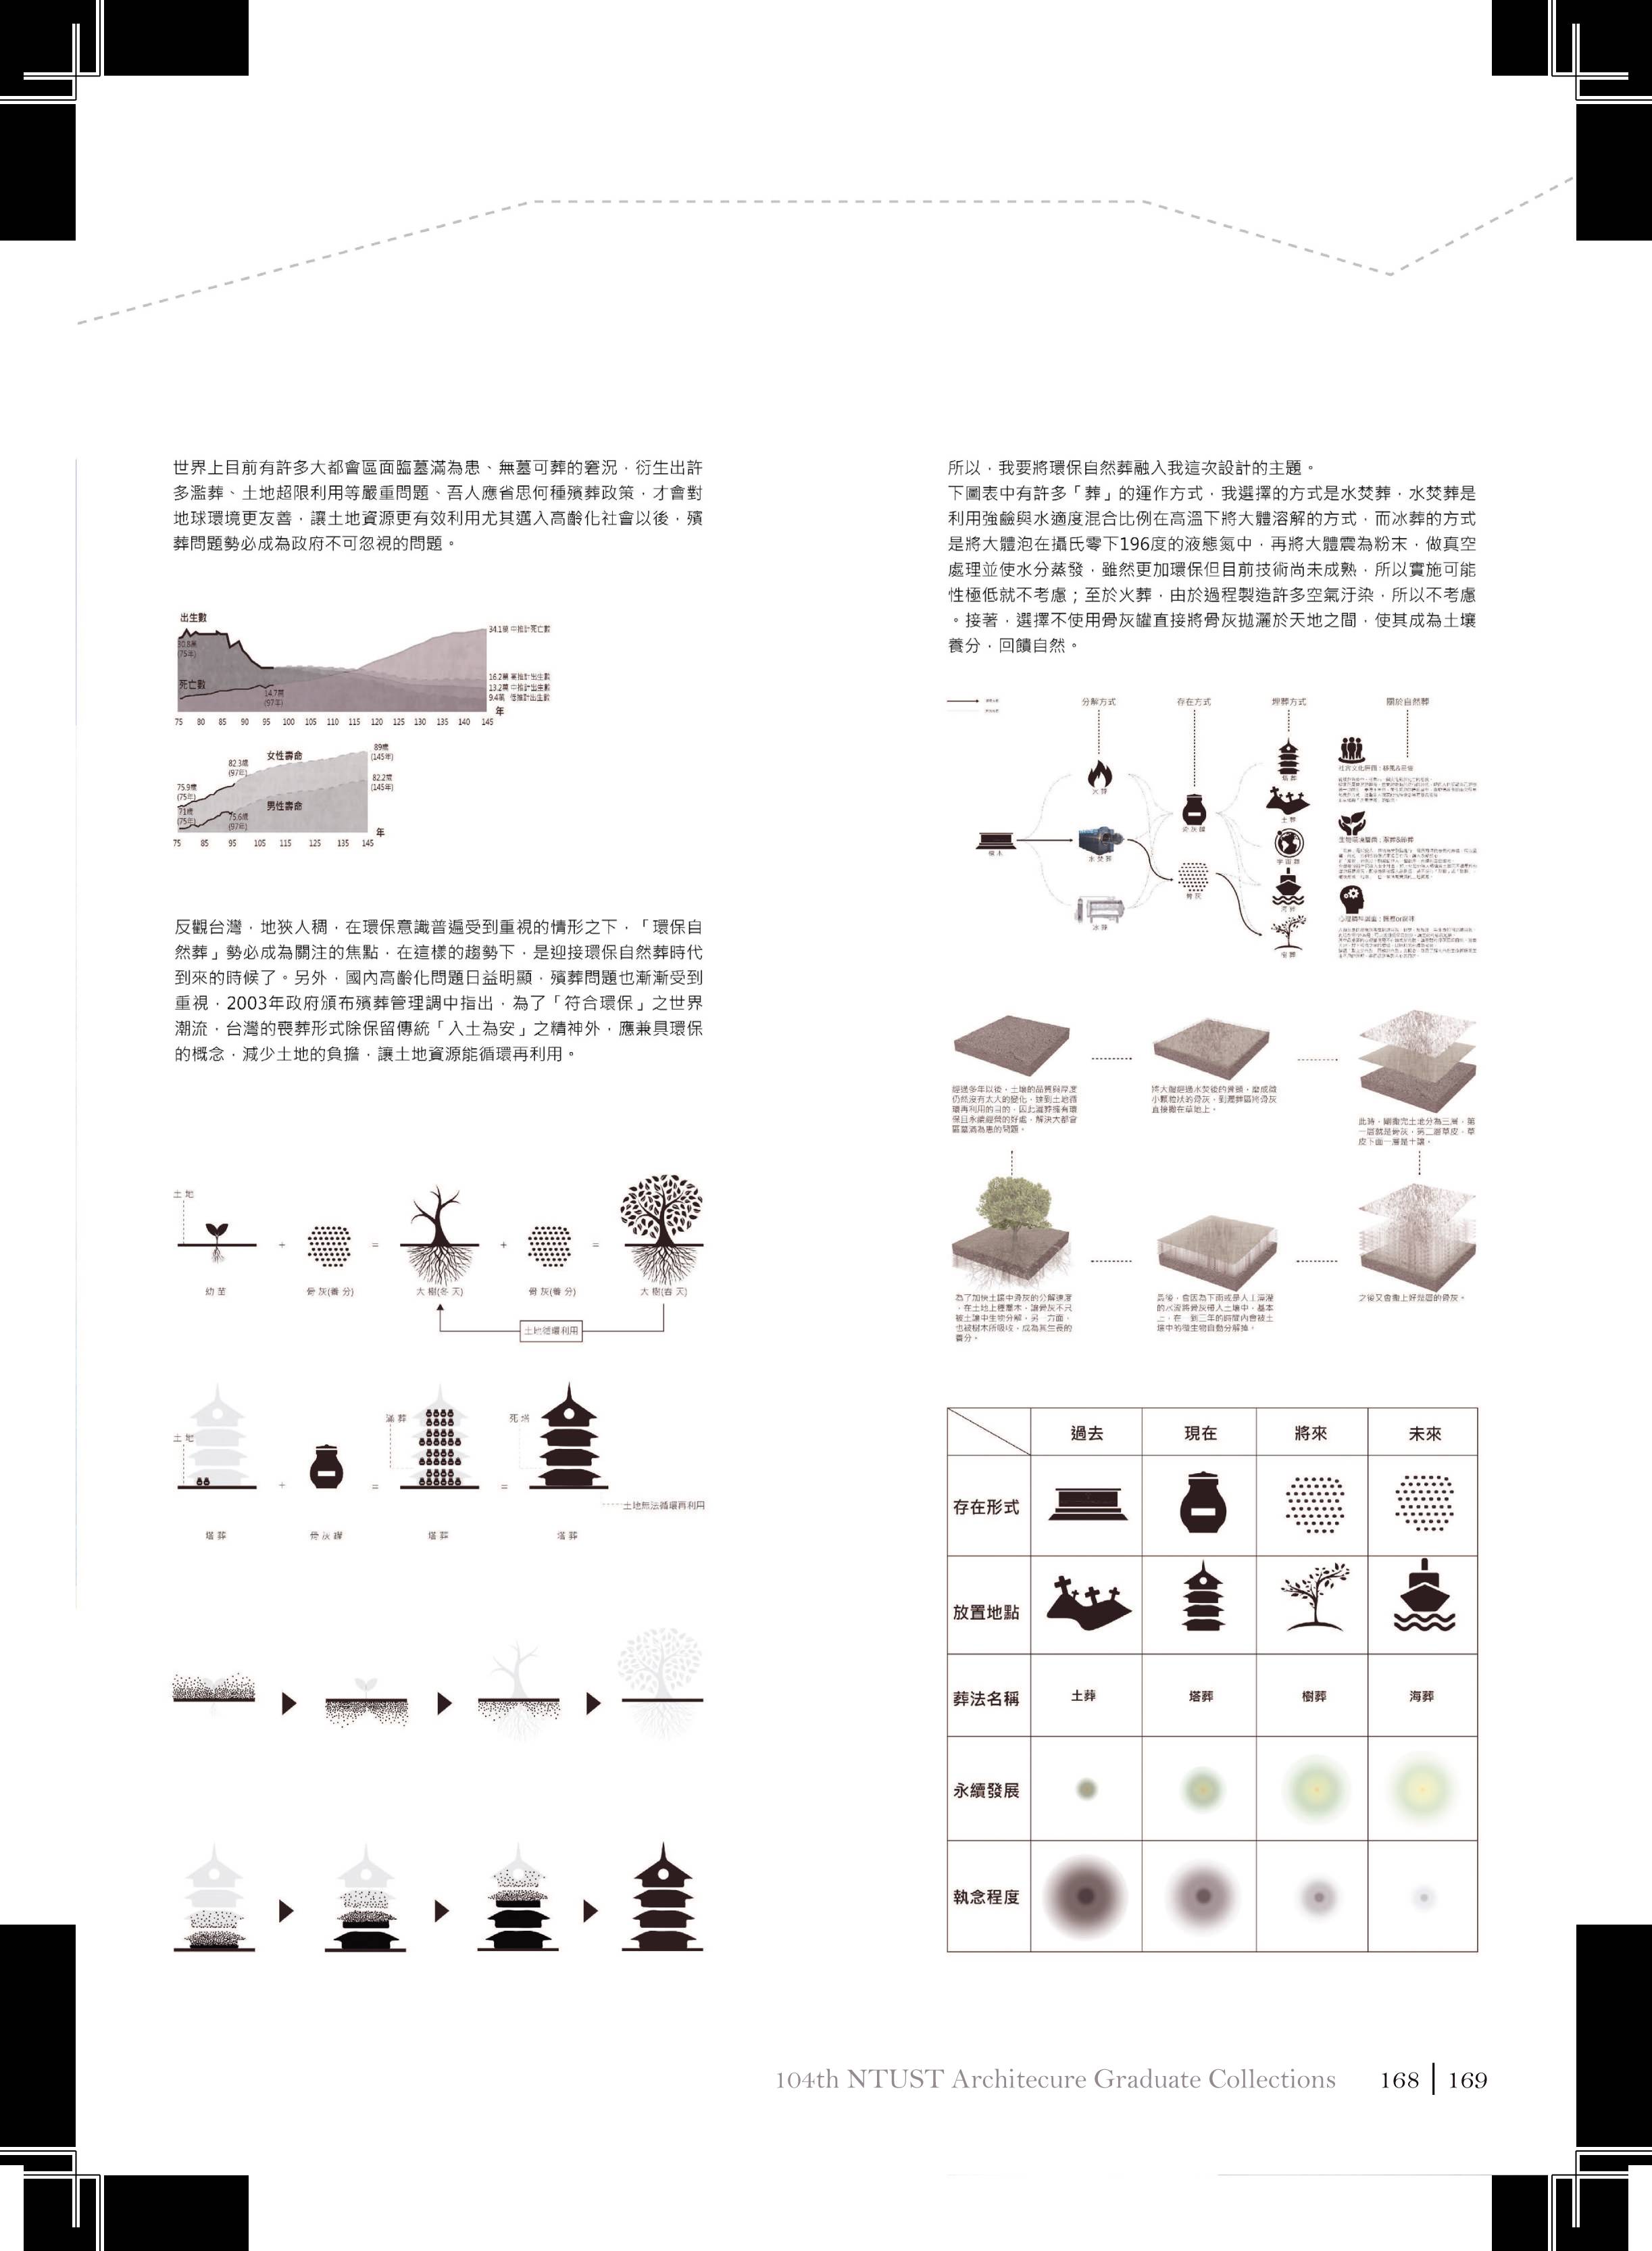 世界上目前有許多大都會區面臨墓滿為患、無墓可葬的窘況，衍生出許
多濫葬、土地超限利用等嚴重問題、吾人應省思何種殯葬政策，才會對
地球環境更友善，讓土地資源更有效利用尤其邁入高齡化社會以後，殯
葬問題勢必成為政府不可忽視的問題。
出生數
30.8萬
(75年)
死亡數
14.7萬
(97年)
34.1萬 中推計死亡數
16.2萬 高推計出生數
13.2萬 中推計出生數
9.4萬 低推計出生數
年
75 80 85 90 95 100 105 110 115 120 125 130 135 140 145
女性壽命
82.3歲
(97年)
89歲
(145年)
75.9歲
(75年)
82.2歲
(145年)
71歲
(75年)
男性壽命
75.6歲
(97年)
年
75 85 95 105 115 125 135 145
反觀台灣，地狹人稠，在環保意識普遍受到重視的情形之下，「環保自
然葬」勢必成為關注的焦點，在這樣的趨勢下，是迎接環保自然葬時代
到來的時候了。另外，國內高齡化問題日益明顯，殯葬問題也漸漸受到
重視，2003年政府頒布殯葬管理調中指出，為了「符合環保」之世界
潮流，台灣的喪葬形式除保留傳統「入土為安」之精神外，應兼具環保
的概念，減少土地的負擔，讓土地資源能循環再利用。
土地
+ = + =
幼苗 骨灰(養分) 大樹(冬天) 骨灰(養分) 大樹(春天)
土地循環利用
土地 滿葬 死塔
+ = =
土地無法循環再利用
塔葬 骨灰罐 塔葬 塔葬
所以，我要將環保自然葬融入我這次設計的主題。
下圖表中有許多「葬」的運作方式，我選擇的方式是水焚葬，水焚葬是
利用強鹼與水適度混合比例在高溫下將大體溶解的方式，而冰葬的方式
是將大體泡在攝氏零下196度的液態氮中，再將大體震為粉末，做真空
處理並使水分蒸發，雖然更加環保但目前技術尚未成熟，所以實施可能
性極低就不考慮；至於火葬，由於過程製造許多空氣汙染，所以不考慮
。接著，選擇不使用骨灰罐直接將骨灰拋灑於天地之間，使其成為土壤
養分，回饋自然。
分解方式 存在方式 埋葬方式 關於自然葬
火葬
水焚葬
冰葬
棺木
骨灰罐
骨灰
塔葬
土葬
宇宙葬
海葬
樹葬
經過多年以後，土壤的品質與厚度
仍然沒有太大的變化，達到土地循
環再利用的目的，因此灑葬擁有環
保且永續經營的好處，解決大都會
區墓滿為患的問題。
將大體經過水焚後的骨頭，磨成微
小顆粒狀的骨灰，到灑葬區將骨灰
直接撒在草地上。
此時，剛撒完土地分為三層，第
一層就是骨灰，第二層草皮，草
皮下面一層是土壤。
為了加快土壤中骨灰的分解速度
，在土地上種灌木，讓骨灰不只
被土讓中生物分解，另一方面，
也被樹木所吸收，成為其生長的
養分。
然後，會因為下雨或是人工澆灌
的水流將骨灰帶入土壤中，基本
上，在一到三年的時間內會被土
壤中的微生物自動分解掉。
之後又會撒上好幾層的骨灰。
過去 現在 將來 未來
存在形式
放置地點
葬法名稱 土葬 塔葬 樹葬 海葬
永續發展
執念程度
104th NTUST Architecure Graduate Collections 168 | 169